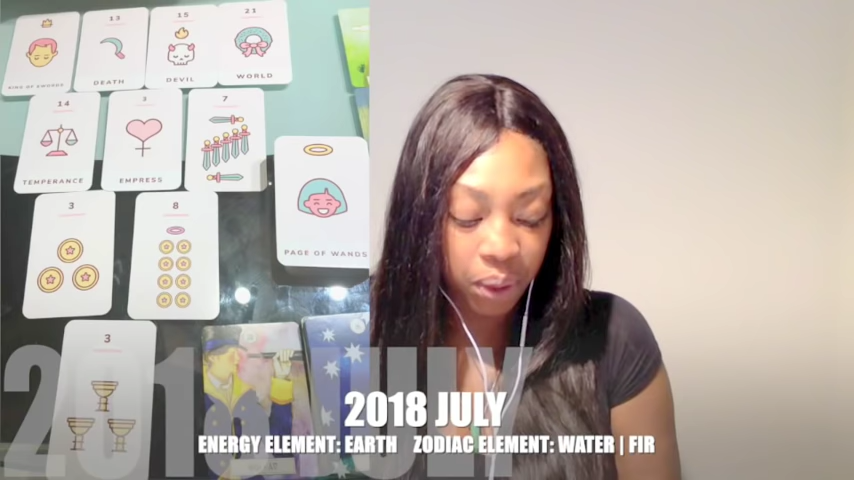 13
15
21
KING OF SWORDS
DEATH
DEVIL
WORLD
14
3
7
TEMPERANCE
EMPRESS
PAGE OF WANDS
3
8
3
2018 JULY
2018 JULY
ENERGY ELEMENT: EARTH ZODIAC ELEMENT: WATER | FIR